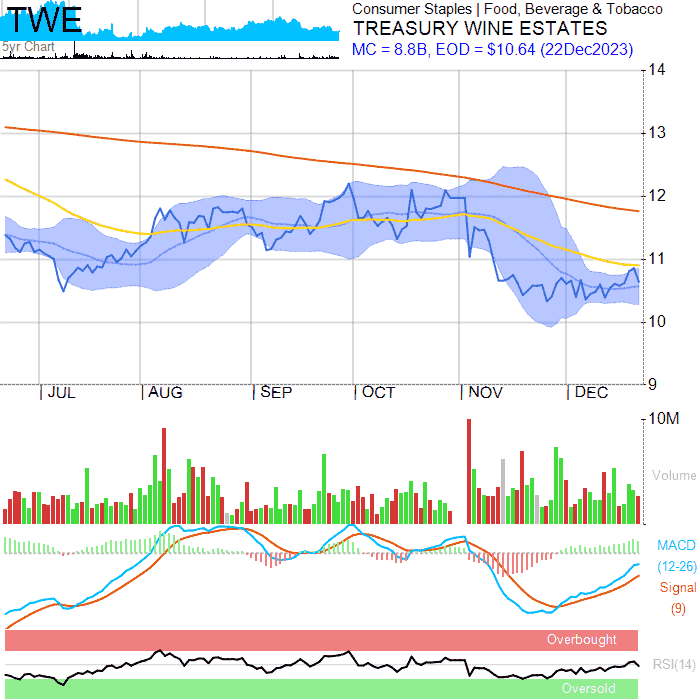 TWE
5yr Chart
Consumer Staples | Food, Beverage & Tobacco
TREASURY WINE ESTATES
MC = 8.8B, EOD = $10.64 (22Dec2023)
14
13
12
11
10
9
JUL AUG SEP OCT NOV DEC
10M
Volume
MACD
(12-26)
Signal
(9)
Overbought
RSI(14)
Oversold